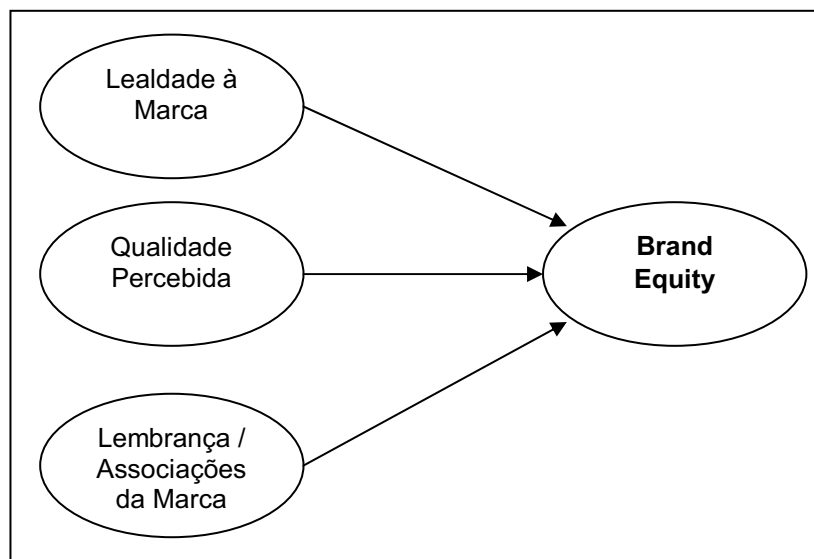 Lealdade à
Marca
Qualidade
Percebida
Brand
Equity
Lembrança /
Associações
da Marca